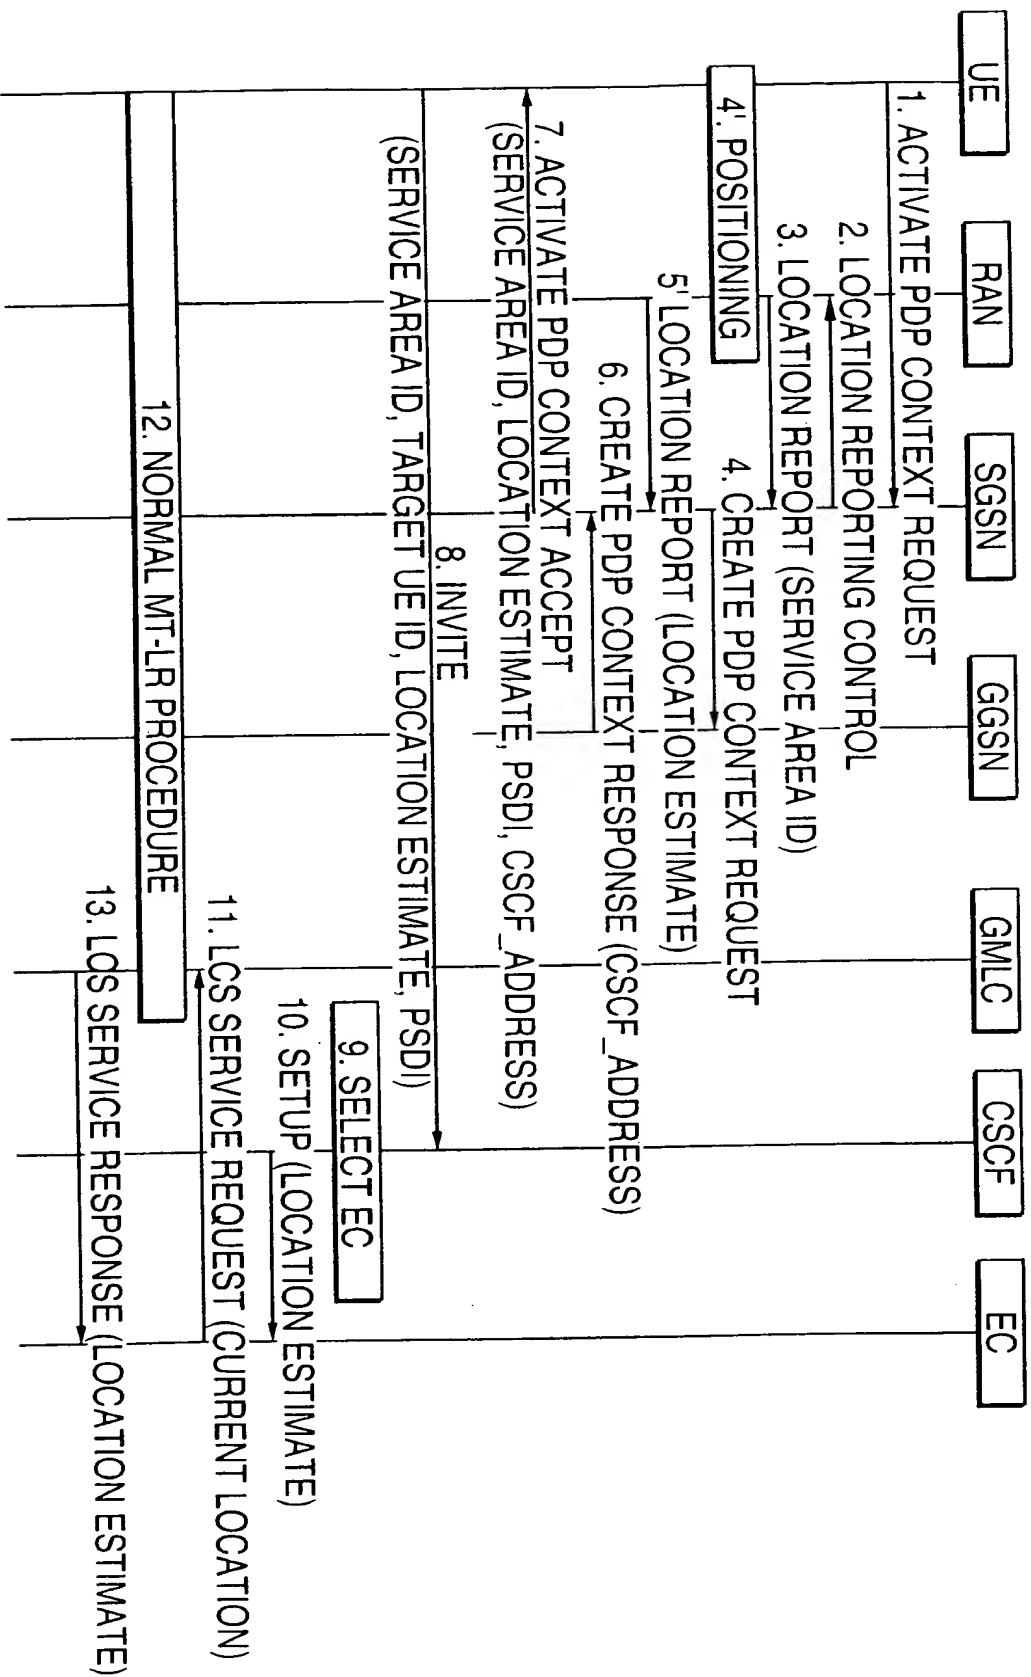 UE
RAN
SGSN
GGSN
GMLC
CSCF
EC
1. ACTIVATE PDP CONTEXT REQUEST
2. LOCATION REPORTING CONTROL
3. LOCATION REPORT (SERVICE AREA ID)
4'. POSITIONING
4. CREATE PDP CONTEXT REQUEST
5' LOCATION REPORT (LOCATION ESTIMATE)
6. CREATE PDP CONTEXT RESPONSE (CSCF_ADDRESS)
7. ACTIVATE PDP CONTEXT ACCEPT
(SERVICE AREA ID, LOCATION ESTIMATE, PSDI, CSCF_ADDRESS)
8. INVITE
(SERVICE AREA ID, TARGET UE ID, LOCATION ESTIMATE, PSDI)
9. SELECT EC
10. SETUP (LOCATION ESTIMATE)
11. LCS SERVICE REQUEST (CURRENT LOCATION)
12. NORMAL MT-LR PROCEDURE
13. LCS SERVICE RESPONSE (LOCATION ESTIMATE)